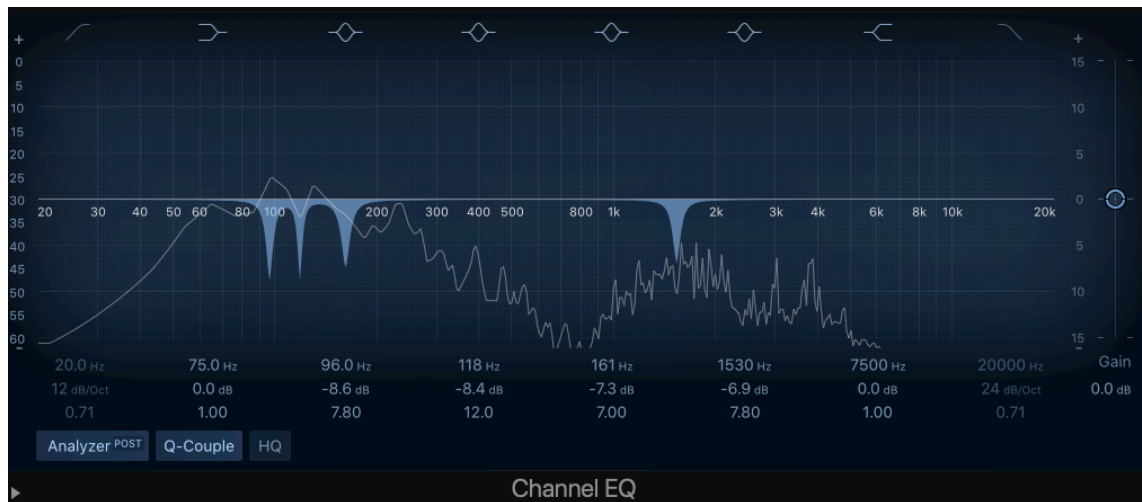 + +
0 15
5
10 10
15
20 5
25
30 0
20 30 40 50 60 80 100 200 300 400 500 800 1k 2k 3k 4k 6k 8k 10k 20k
35
40 5
45
50 10
55
60 15
- -
20.0 Hz 75.0 Hz 96.0 Hz 118 Hz 161 Hz 1530 Hz 7500 Hz 20000 Hz Gain
12 dB/Oct 0.0 dB -8.6 dB -8.4 dB -7.3 dB -6.9 dB 0.0 dB 24 dB/Oct 0.0 dB
0.71 1.00 7.80 12.0 7.00 7.80 1.00 0.71
Analyzer POST Q-Couple HQ
Channel EQ